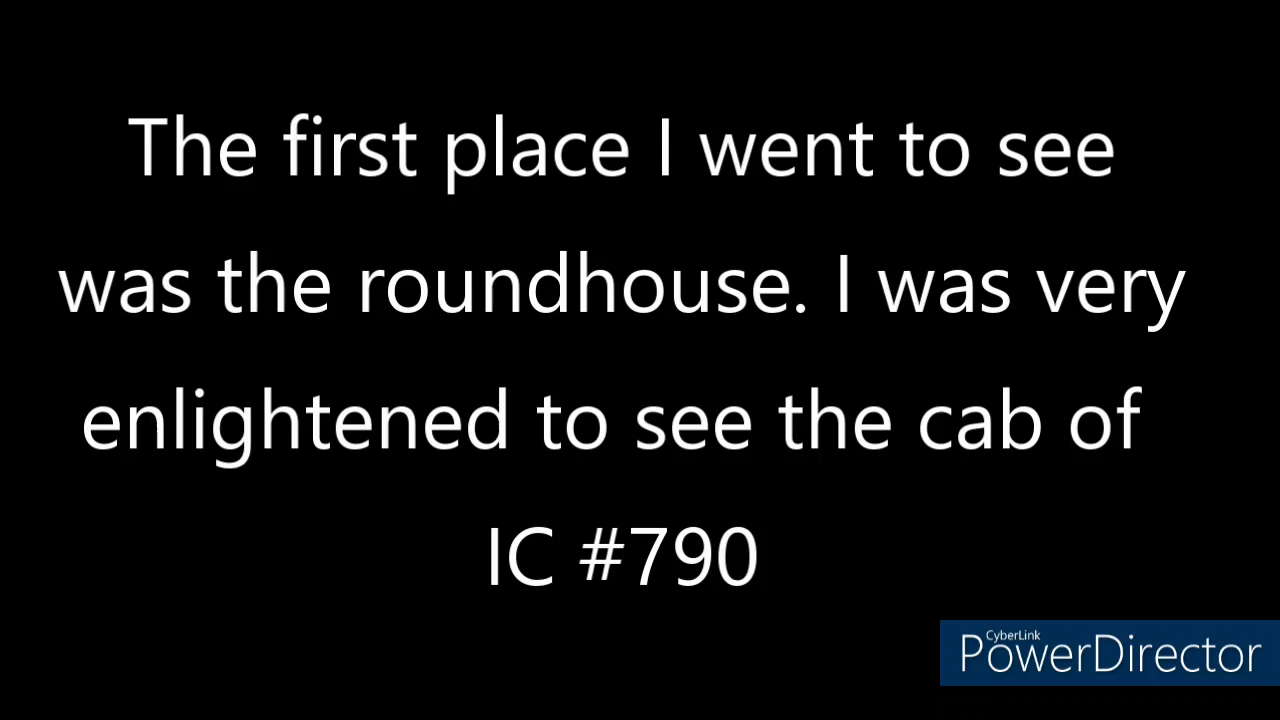 The first place I went to see
was the roundhouse. I was very
enlightened to see the cab of
IC #790
CyberLink
PowerDirector